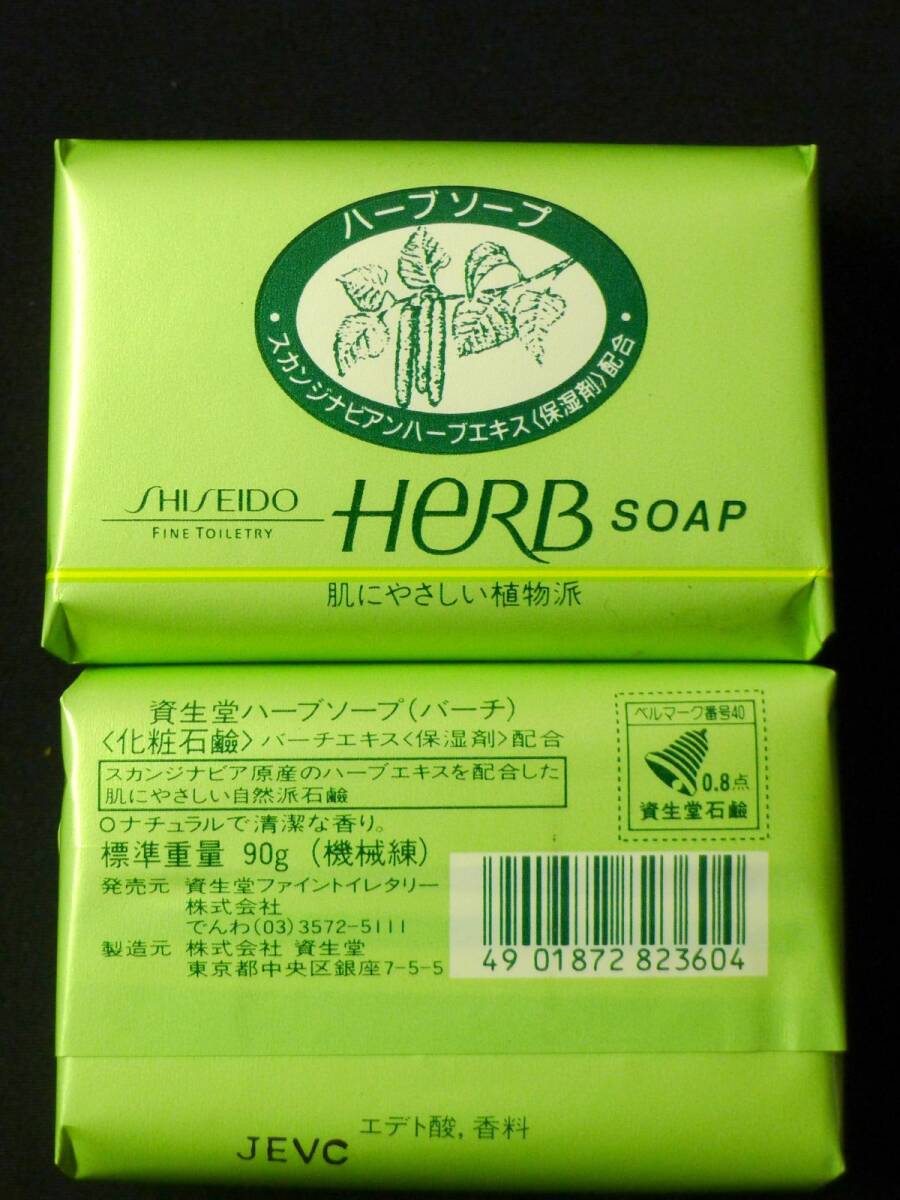 ハーブソープ
・スカンジナビアンハーブエキス〈保湿剤〉配合・
SHISEIDO
FINE TOILETRY
HERB SOAP
肌にやさしい植物派
資生堂ハーブソープ(バーチ)
〈化粧石鹼〉バーチエキス〈保湿剤〉配合
スカンジナビア原産のハーブエキスを配合した
肌にやさしい自然派石鹼
○ナチュラルで清潔な香り。
標準重量 90g (機械練)
発売元 資生堂ファイントイレタリー
株式会社
でんわ(03)3572-5111
製造元 株式会社 資生堂
東京都中央区銀座7-5-5
ベルマーク番号40
0.8点
資生堂石鹼
49 01872 823604
エデト酸, 香料
JEVC